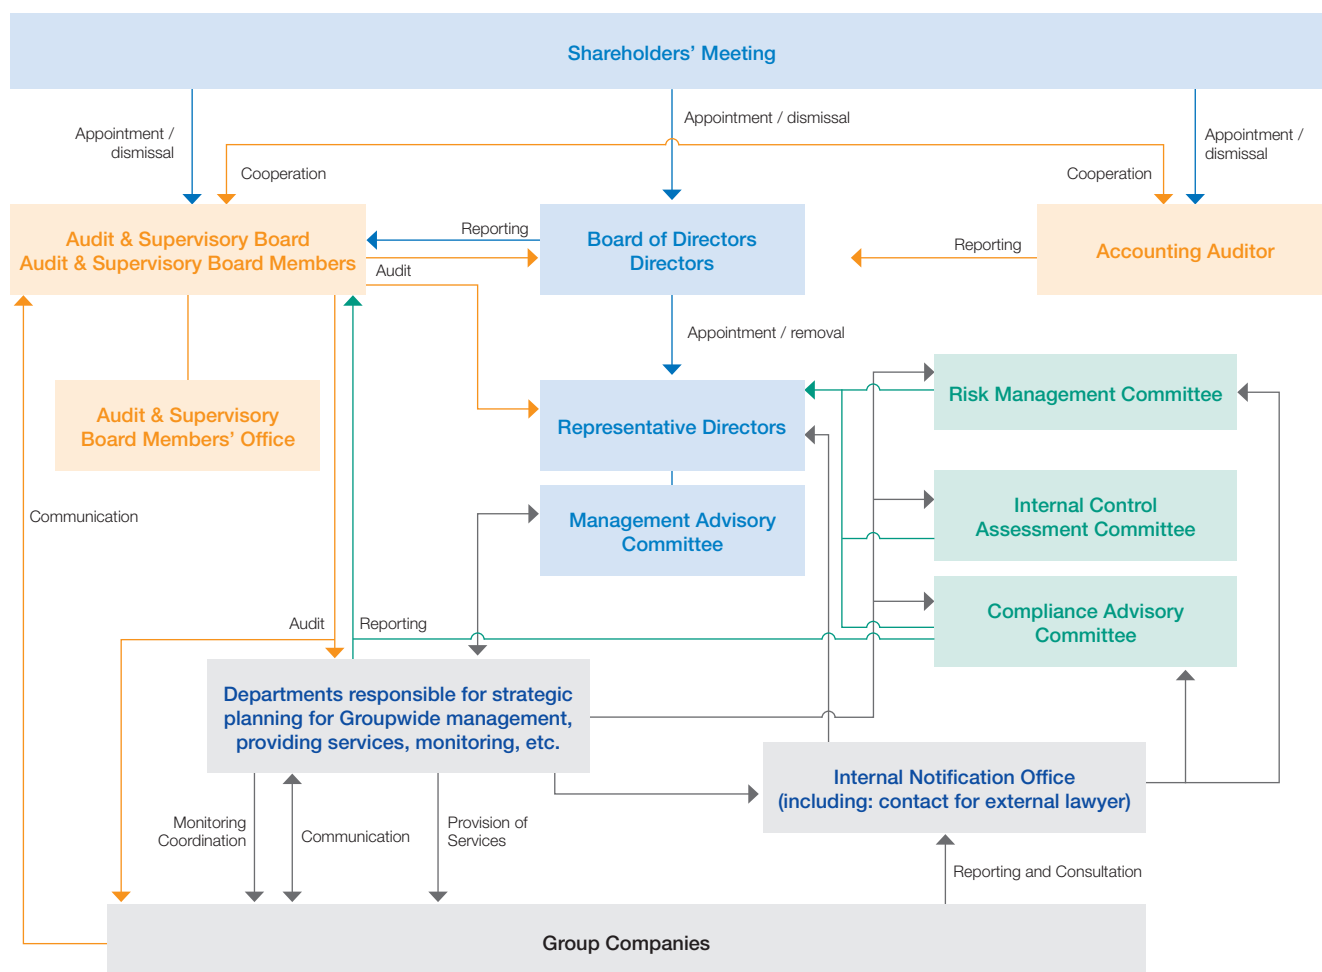 Shareholders’ Meeting
Appointment /
dismissal
Appointment / dismissal
Appointment /
dismissal
Cooperation
Cooperation
Audit & Supervisory Board
Audit & Supervisory Board Members
Reporting
Audit
Board of Directors
Directors
Reporting
Accounting Auditor
Appointment / removal
Audit & Supervisory
Board Members’ Office
Representative Directors
Risk Management Committee
Communication
Management Advisory
Committee
Internal Control
Assessment Committee
Compliance Advisory
Committee
Audit
Reporting
Departments responsible for strategic
planning for Groupwide management,
providing services, monitoring, etc.
Internal Notification Office
(including: contact for external lawyer)
Monitoring
Coordination
Communication
Provision of
Services
Reporting and Consultation
Group Companies